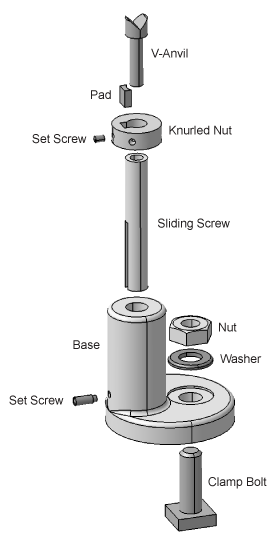 V-Anvil
Pad
Knurled Nut
Set Screw
Sliding Screw
Nut
Base
Washer
Set Screw
Clamp Bolt